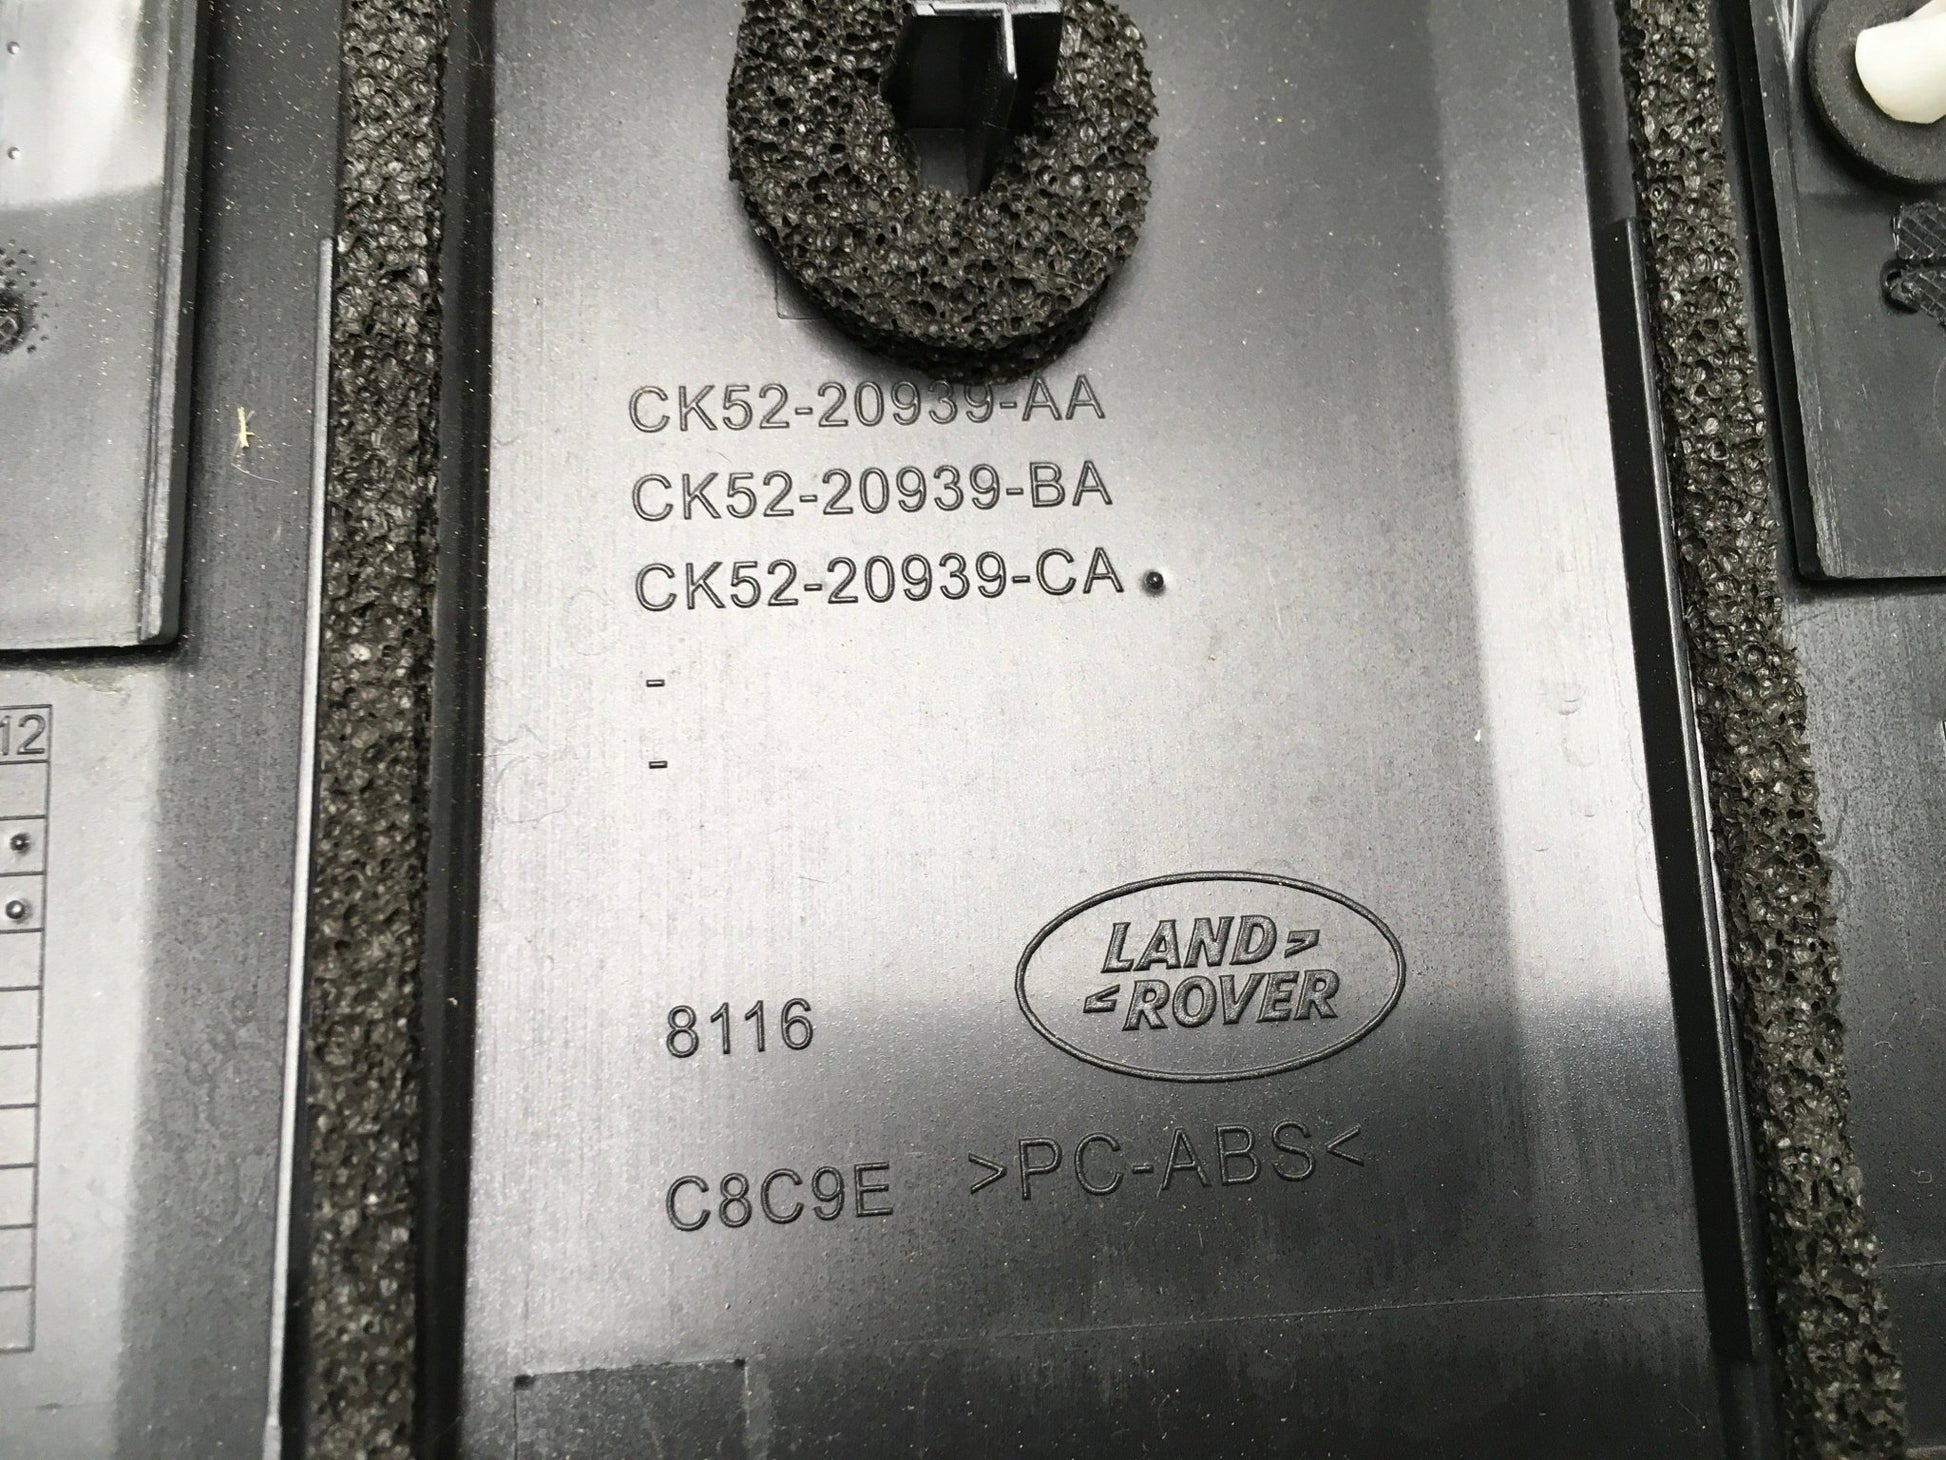 CK52-20939-AA
CK52-20939-BA
CK52-20939-CA
-
-
12
LAND
ROVER
8116
C8C9E >PC-ABS<